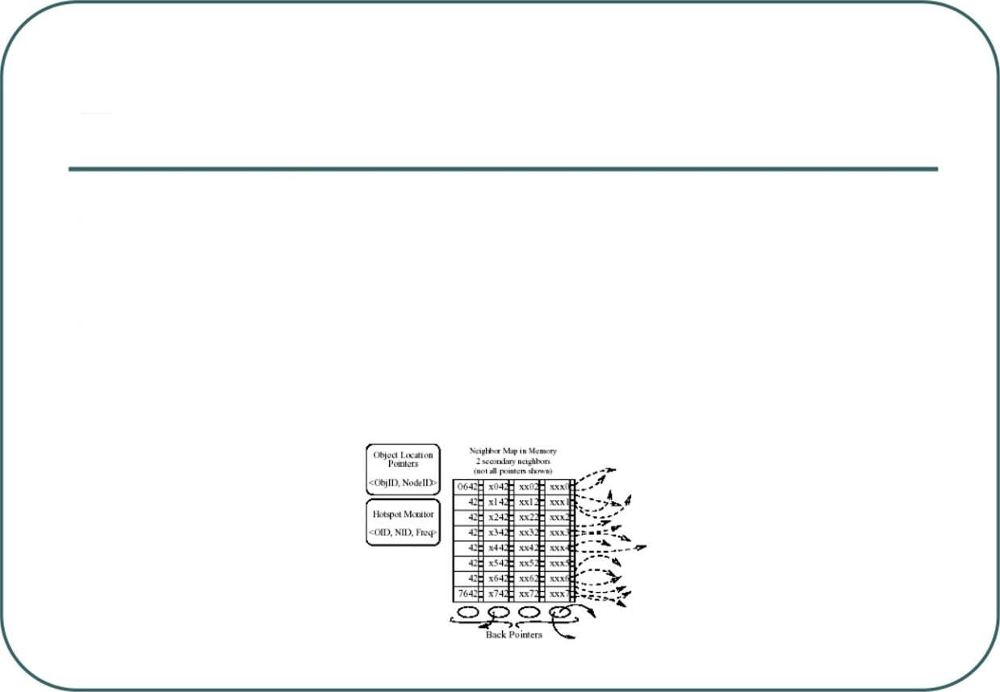 Object Location
Pointers
<ObjID, NodeID>
Hotspot Monitor
<OID, NID, Freq>
Neighbor Map in Memory
2 secondary neighbors
(not all pointers shown)
0642 x042 xx02 xxx0
42 x142 xx12 xxx1
42 x242 xx22 xxx2
42 x342 xx32 xxx3
42 x442 xx42 xxx4
42 x542 xx52 xxx5
42 x642 xx62 xxx6
7642 x742 xx72 xxx7
Back Pointers